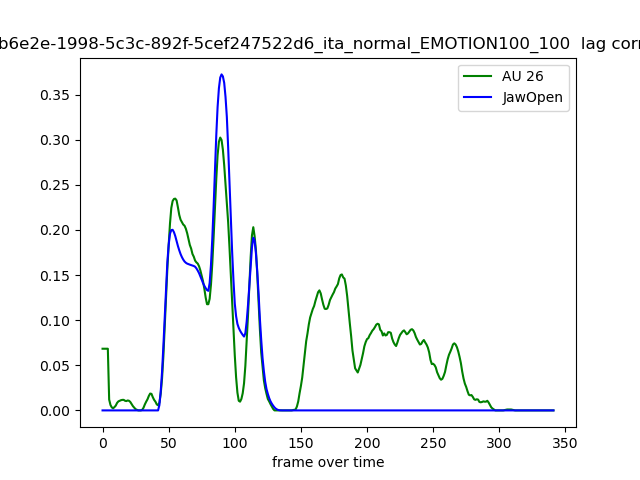 b6e2e-1998-5c3c-892f-5cef247522d6_ita_normal_EMOTION100_100 lag corr
AU 26
JawOpen
0.35
0.30
0.25
0.20
0.15
0.10
0.05
0.00
0 50 100 150 200 250 300 350
frame over time